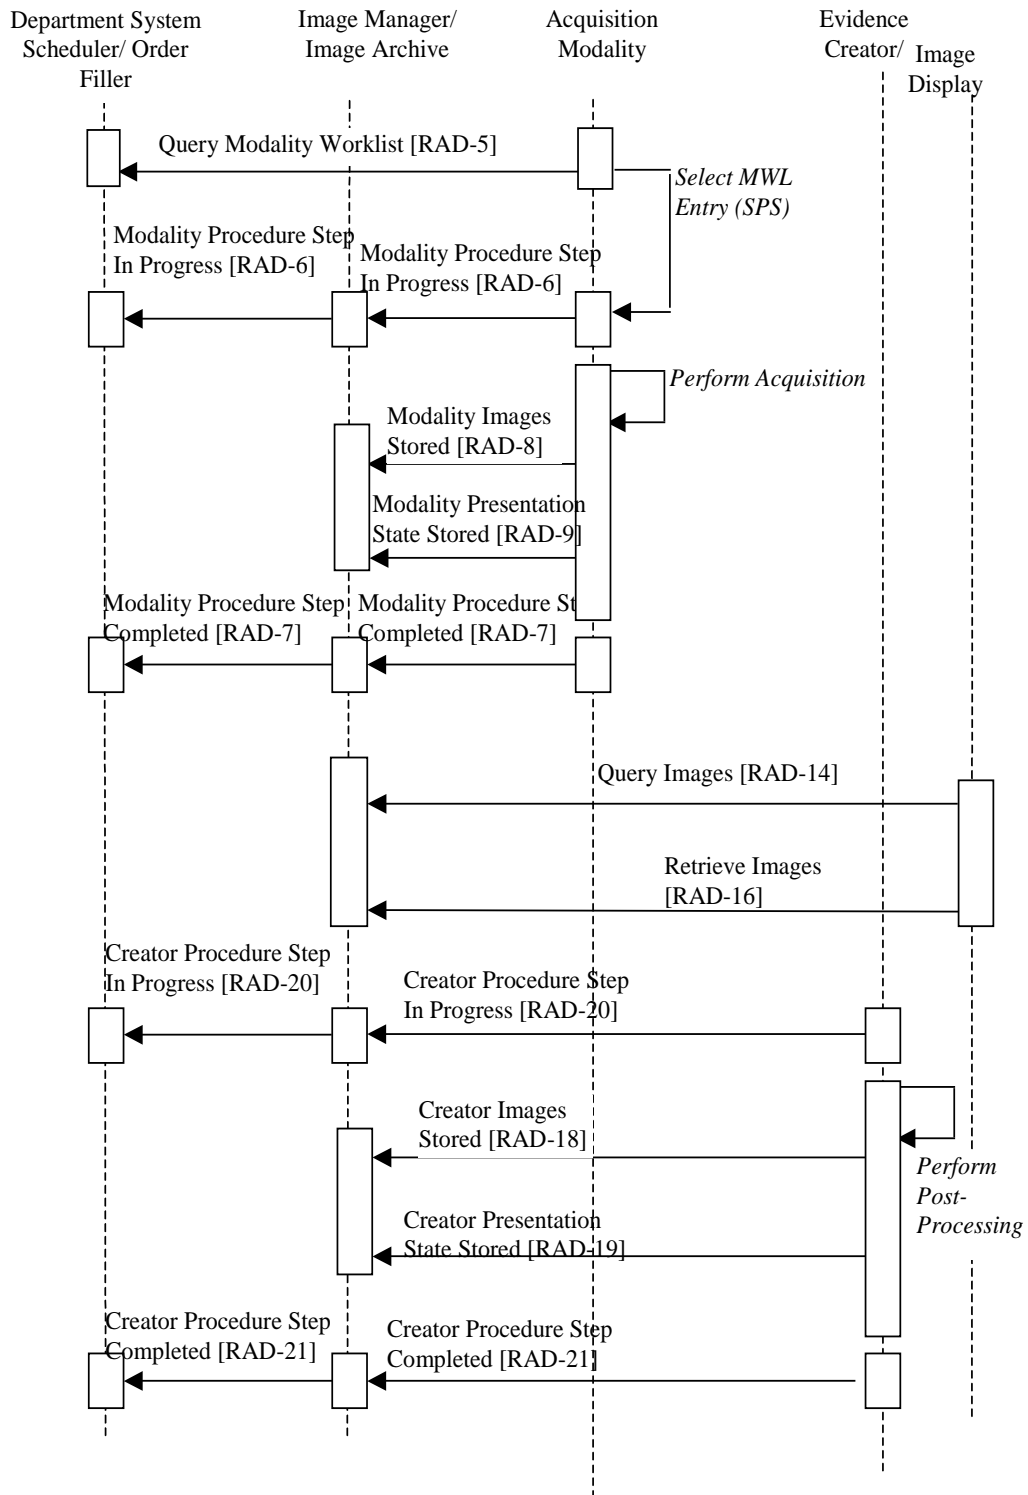 Department System
Scheduler/ Order
Filler
Image Manager/
Image Archive
Acquisition
Modality
Evidence
Creator/
Image
Display
Query Modality Worklist [RAD-5]
Select MWL
Entry (SPS)
Modality Procedure Step
In Progress [RAD-6]
Modality Procedure Step
In Progress [RAD-6]
Perform Acquisition
Modality Images
Stored [RAD-8]
Modality Presentation
State Stored [RAD-9]
Modality Procedure Step
Completed [RAD-7]
Modality Procedure St
Completed [RAD-7]
Query Images [RAD-14]
Retrieve Images
[RAD-16]
Creator Procedure Step
In Progress [RAD-20]
Creator Procedure Step
In Progress [RAD-20]
Creator Images
Stored [RAD-18]
Perform
Post-
Processing
Creator Presentation
State Stored [RAD-19]
Creator Procedure Step
Completed [RAD-21]
Creator Procedure Step
Completed [RAD-21]